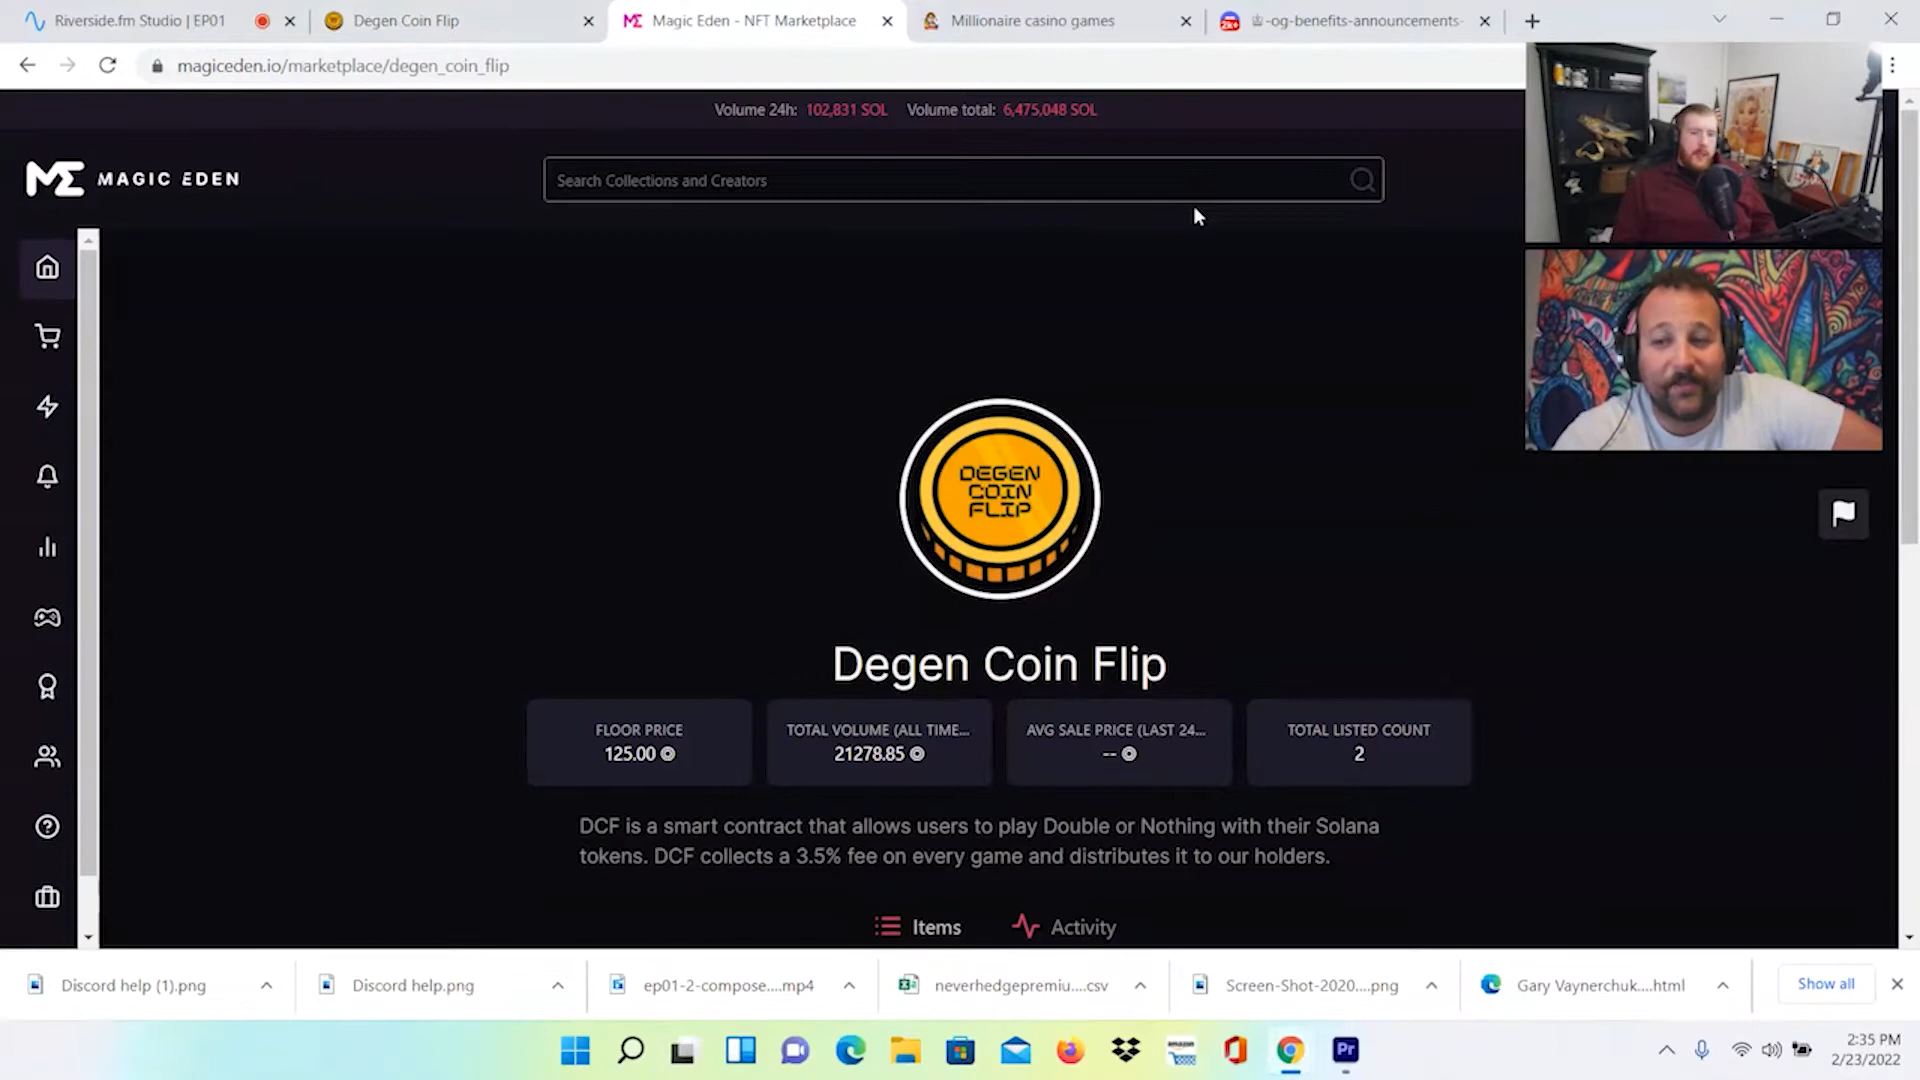 Riverside.fm Studio | EP01
Degen Coin Flip
Magic Eden - NFT Marketplace
Millionaire casino games
-og-benefits-announcements-
magiceden.io/marketplace/degen_coin_flip
Volume 24h: 102,831 SOL Volume total: 6,475,048 SOL
ME MAGIC EDEN
Search Collections and Creators
DEGEN
COIN
FLIP
Degen Coin Flip
FLOOR PRICE
125.00
TOTAL VOLUME (ALL TIME...
21278.85
AVG SALE PRICE (LAST 24...
--
TOTAL LISTED COUNT
2
DCF is a smart contract that allows users to play Double or Nothing with their Solana
tokens. DCF collects a 3.5% fee on every game and distributes it to our holders.
Items
Activity
Discord help (1).png
Discord help.png
ep01-2-compose....mp4
neverhedgepremiu....csv
Screen-Shot-2020....png
Gary Vaynerchuk....html
Show all
amazon
Pr
2:35 PM
2/23/2022